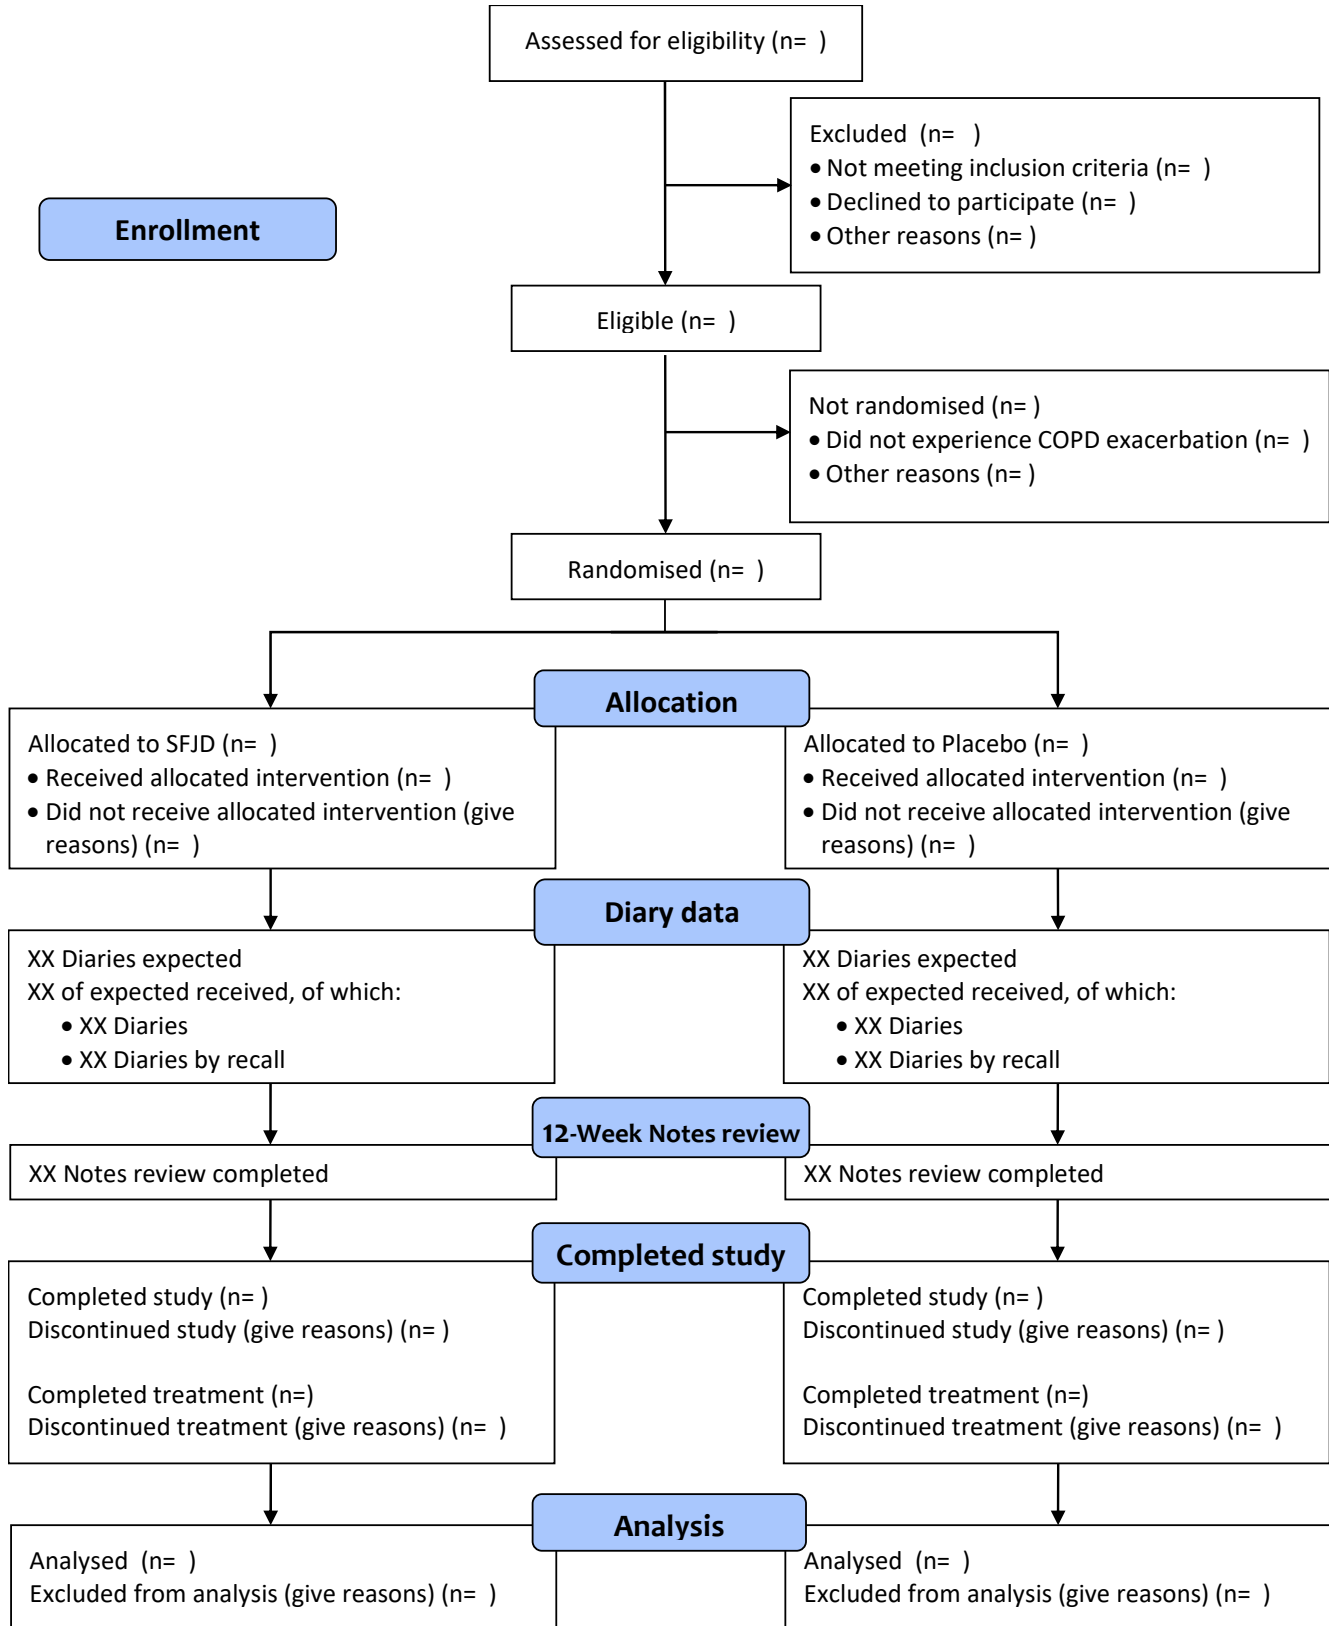 Assessed for eligibility (n=  )
Excluded  (n=   )
• Not meeting inclusion criteria (n=  )
• Declined to participate (n=  )
• Other reasons (n= )
Enrollment
Eligible (n=  )
Not randomised (n= )
• Did not experience COPD exacerbation (n=  )
• Other reasons (n= )
Randomised (n=  )
Allocation
Allocated to SFJD (n=  )
• Received allocated intervention (n=  )
• Did not receive allocated intervention (give
reasons) (n=  )
Allocated to Placebo (n=  )
• Received allocated intervention (n=  )
• Did not receive allocated intervention (give
reasons) (n=  )
Diary data
XX Diaries expected
XX of expected received, of which:
• XX Diaries
• XX Diaries by recall
XX Diaries expected
XX of expected received, of which:
• XX Diaries
• XX Diaries by recall
12-Week Notes review
XX Notes review completed
XX Notes review completed
Completed study
Completed study (n= )
Discontinued study (give reasons) (n= )
Completed treatment (n=)
Discontinued treatment (give reasons) (n=  )
Completed study (n= )
Discontinued study (give reasons) (n= )
Completed treatment (n=)
Discontinued treatment (give reasons) (n=  )
Analysis
Analysed  (n=  )
Excluded from analysis (give reasons) (n=  )
Analysed  (n=  )
Excluded from analysis (give reasons) (n=  )